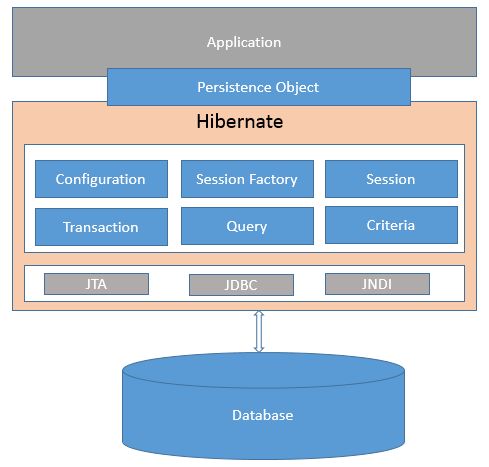 Application
Persistence Object
Hibernate
Configuration
Session Factory
Session
Transaction
Query
Criteria
JTA
JDBC
JNDI
Database